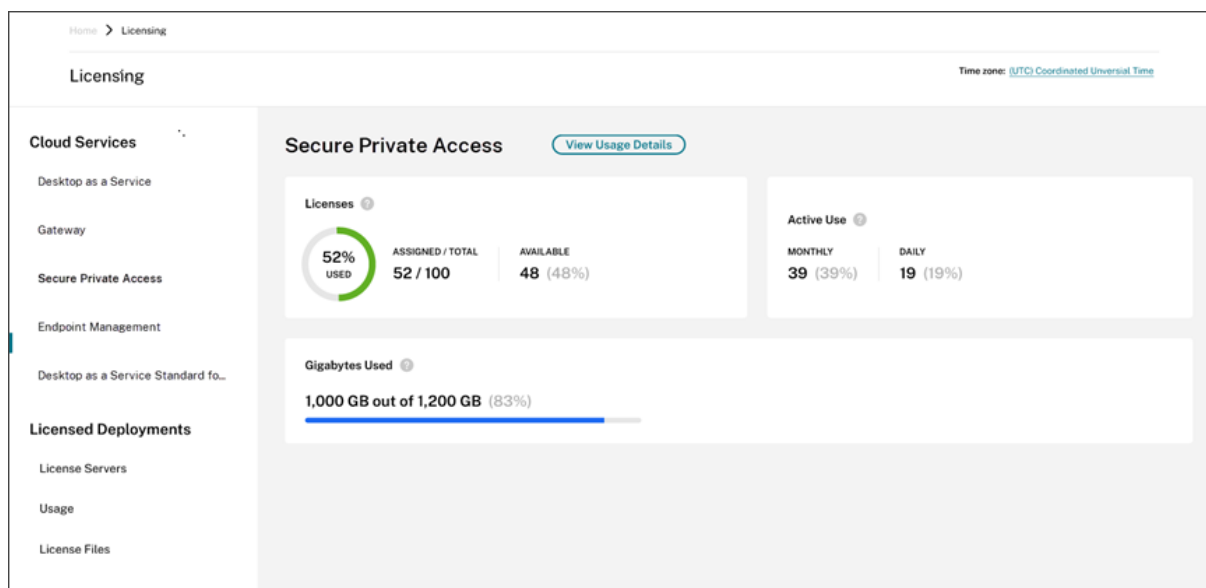 Home > Licensing
Licensing
Time zone: (UTC) Coordinated Unversial Time
Cloud Services
Desktop as a Service
Gateway
Secure Private Access
Endpoint Management
Desktop as a Service Standard fo...
Licensed Deployments
License Servers
Usage
License Files
Secure Private Access
View Usage Details
Licenses ?
52%
USED
ASSIGNED / TOTAL
52 / 100
AVAILABLE
48 (48%)
Active Use ?
MONTHLY
39 (39%)
DAILY
19 (19%)
Gigabytes Used ?
1,000 GB out of 1,200 GB (83%)